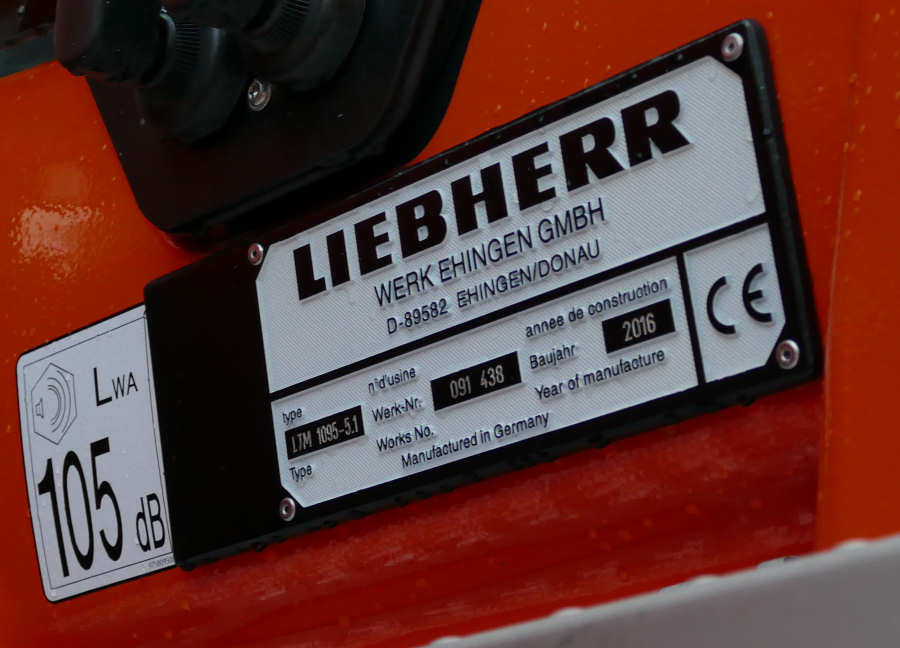 LIEBHERR
WERK EHINGEN GMBH
D-89582 EHINGEN/DONAU
type
LTM 1095-5.1
Type
n°d'usine
Werk-Nr.
091 438
Works No.
annee de construction
Baujahr
2016
Year of manufacture
Manufactured in Germany
CE
LWA
105 dB